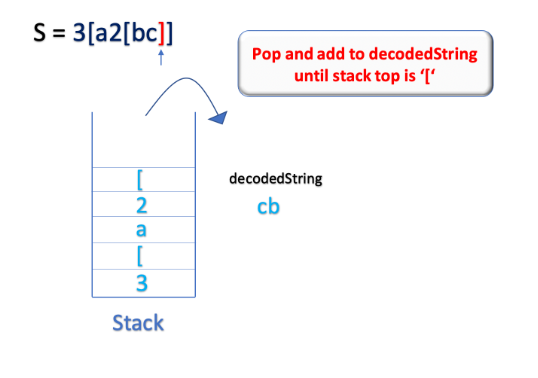 S = 3[a2[bc]]
Pop and add to decodedString
until stack top is ‘[‘
[
2
a
[
3
decodedString
cb
Stack